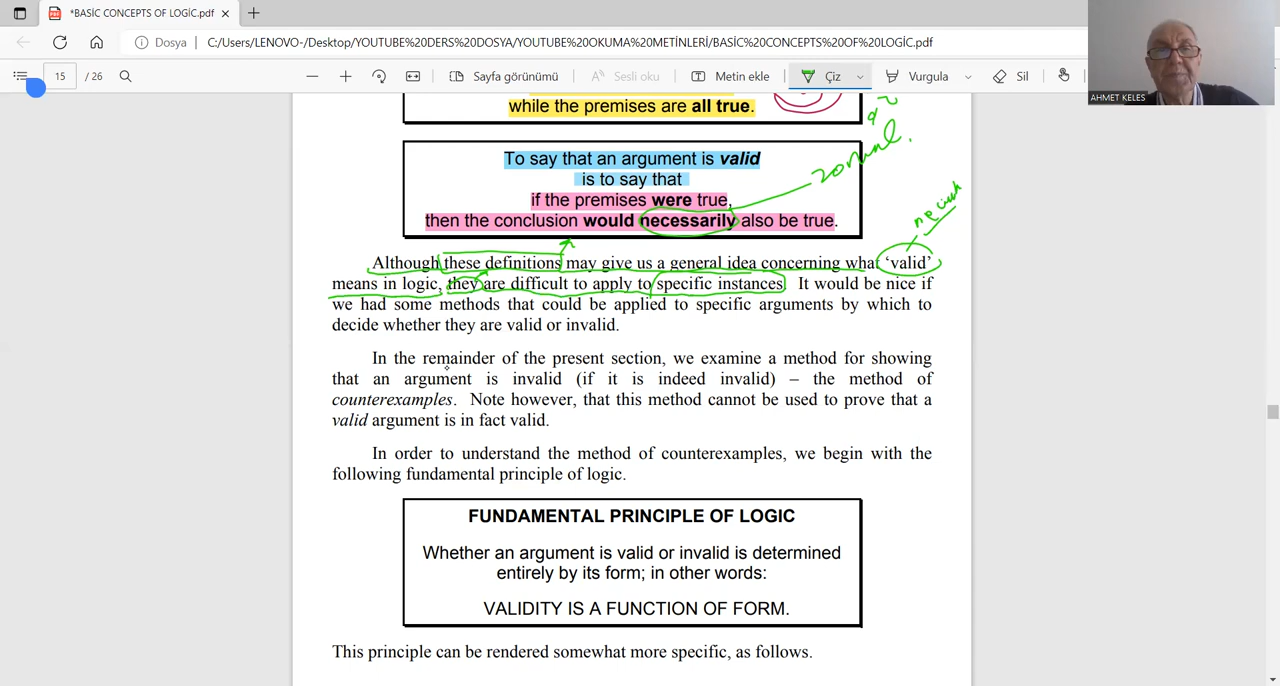 *BASİC CONCEPTS OF LOGİC.pdf
Dosya
C:/Users/LENOVO-/Desktop/YOUTUBE%20DERS%20DOSYA/YOUTUBE%20OKUMA%20METİNLERİ/BASİC%20CONCEPTS%20OF%20LOGİC.pdf
15 / 26
Sayfa görünümü
Sesli oku
Metin ekle
Çiz
Vurgula
Sil
AHMET KELES
while the premises are all true.
To say that an argument is valid
is to say that
if the premises were true,
then the conclusion would necessarily also be true.
Although these definitions may give us a general idea concerning what ‘valid’
means in logic, they are difficult to apply to specific instances. It would be nice if
we had some methods that could be applied to specific arguments by which to
decide whether they are valid or invalid.
In the remainder of the present section, we examine a method for showing
that an argument is invalid (if it is indeed invalid) – the method of
counterexamples. Note however, that this method cannot be used to prove that a
valid argument is in fact valid.
In order to understand the method of counterexamples, we begin with the
following fundamental principle of logic.
FUNDAMENTAL PRINCIPLE OF LOGIC
Whether an argument is valid or invalid is determined
entirely by its form; in other words:
VALIDITY IS A FUNCTION OF FORM.
This principle can be rendered somewhat more specific, as follows.